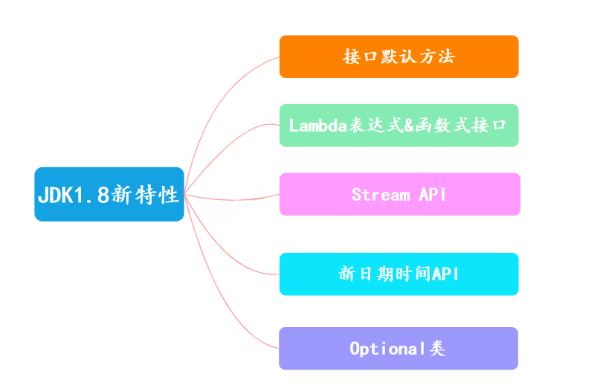 JDK1.8新特性
接口默认方法
Lambda表达式&函数式接口
Stream API
新日期时间API
Optional类